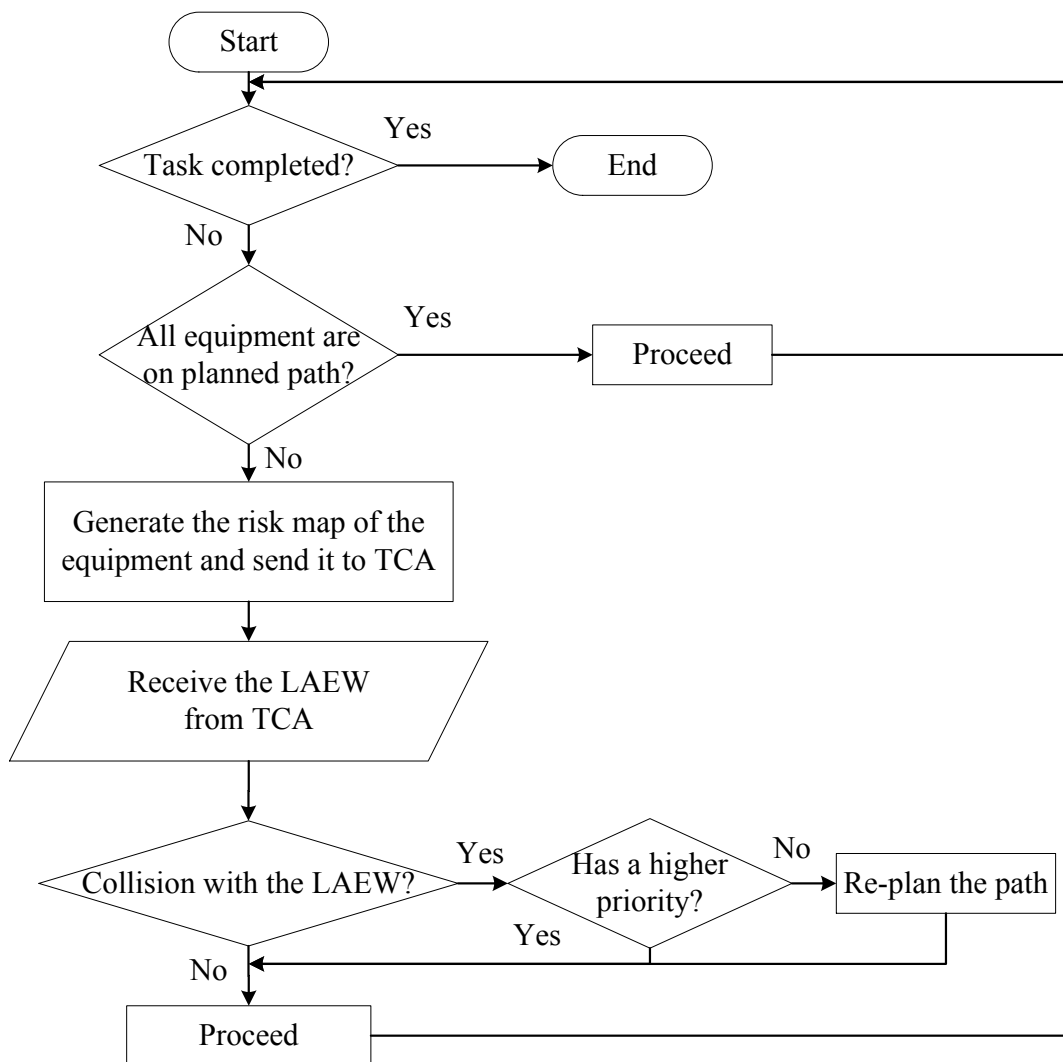 Start
Yes
Task completed?
End
No
Yes
All equipment are
on planned path?
Proceed
No
Generate the risk map of the
equipment and send it to TCA
Receive the LAEW
from TCA
Yes
No
Has a higher
priority?
Collision with the LAEW?
Re-plan the path
Yes
No
Proceed